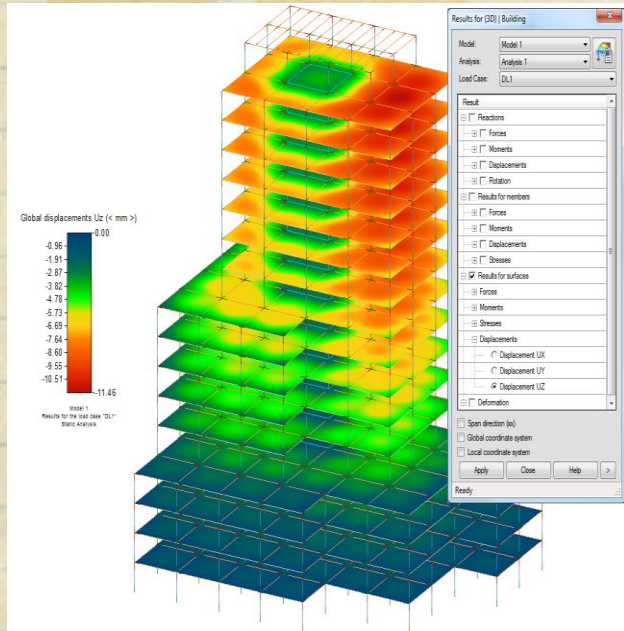 Results for {3D} | Building
Model: Model 1
Analysis: Analysis 1
Load Case: DL1
Result
Reactions
Forces
Moments
Displacements
Rotation
Results for members
Forces
Moments
Displacements
Stresses
Results for surfaces
Forces
Moments
Stresses
Displacements
Displacement UX
Displacement UY
Displacement UZ
Deformation
Span direction (xx)
Global coordinate system
Local coordinate system
Apply Close Help >
Ready
Global displacements Uz (< mm >)
0.00
-0.96
-1.91
-2.87
-3.82
-4.78
-5.73
-6.69
-7.64
-8.60
-9.55
-10.51
-11.46
Model 1
Results for the load case "DL1"
Static Analysis